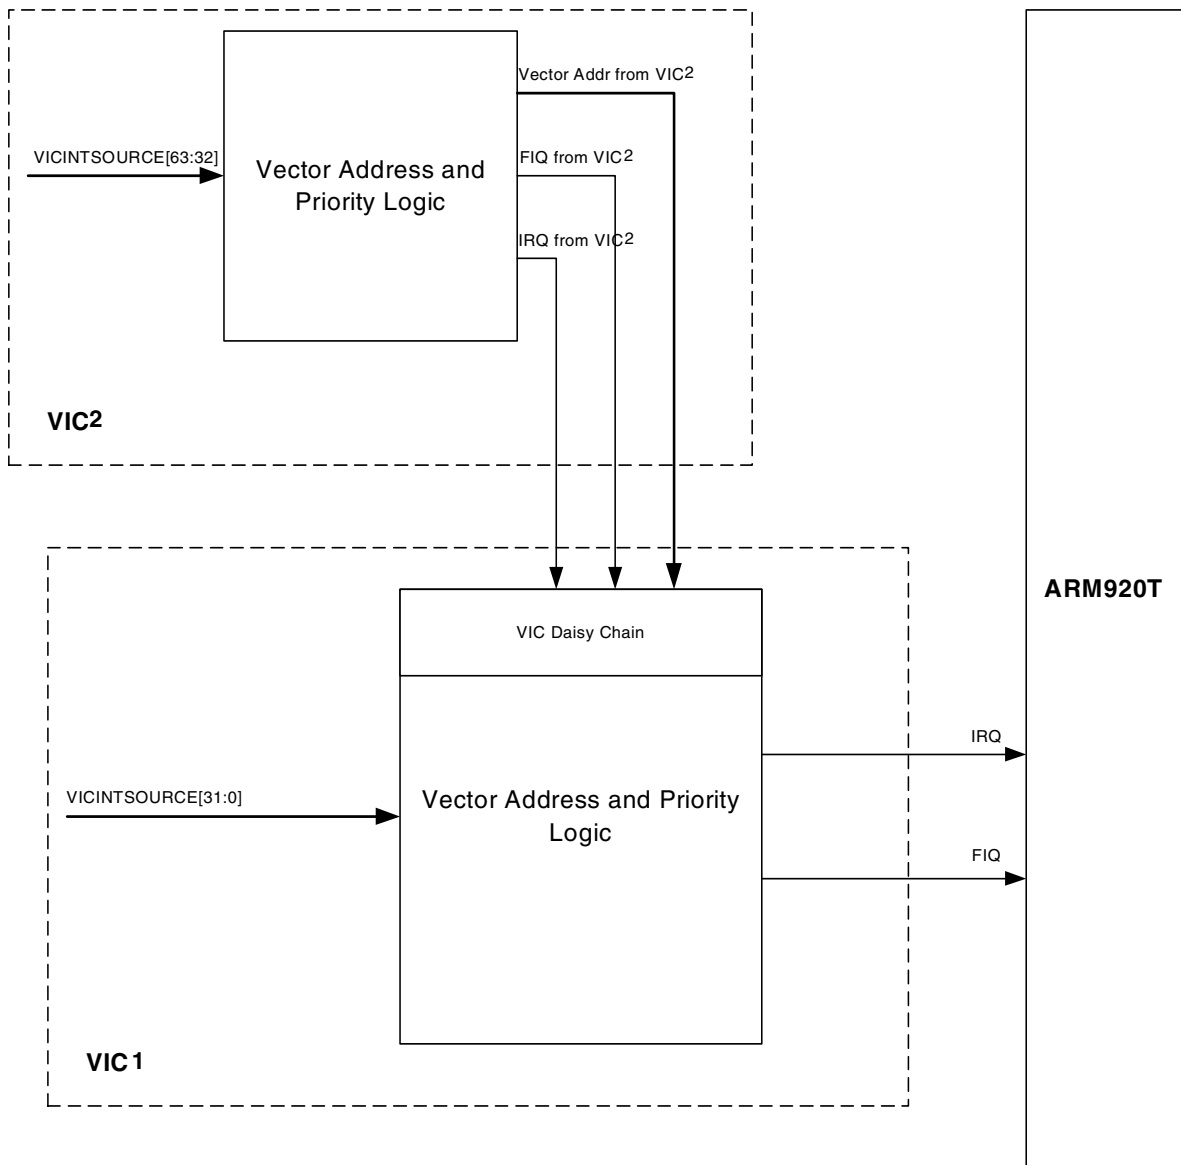 Vector Addr from VIC2
VICINTSOURCE[63:32]
Vector Address and
Priority Logic
FIQ from VIC2
IRQ from VIC2
VIC2
VIC Daisy Chain
ARM920T
IRQ
VICINTSOURCE[31:0]
Vector Address and Priority
Logic
FIQ
VIC1